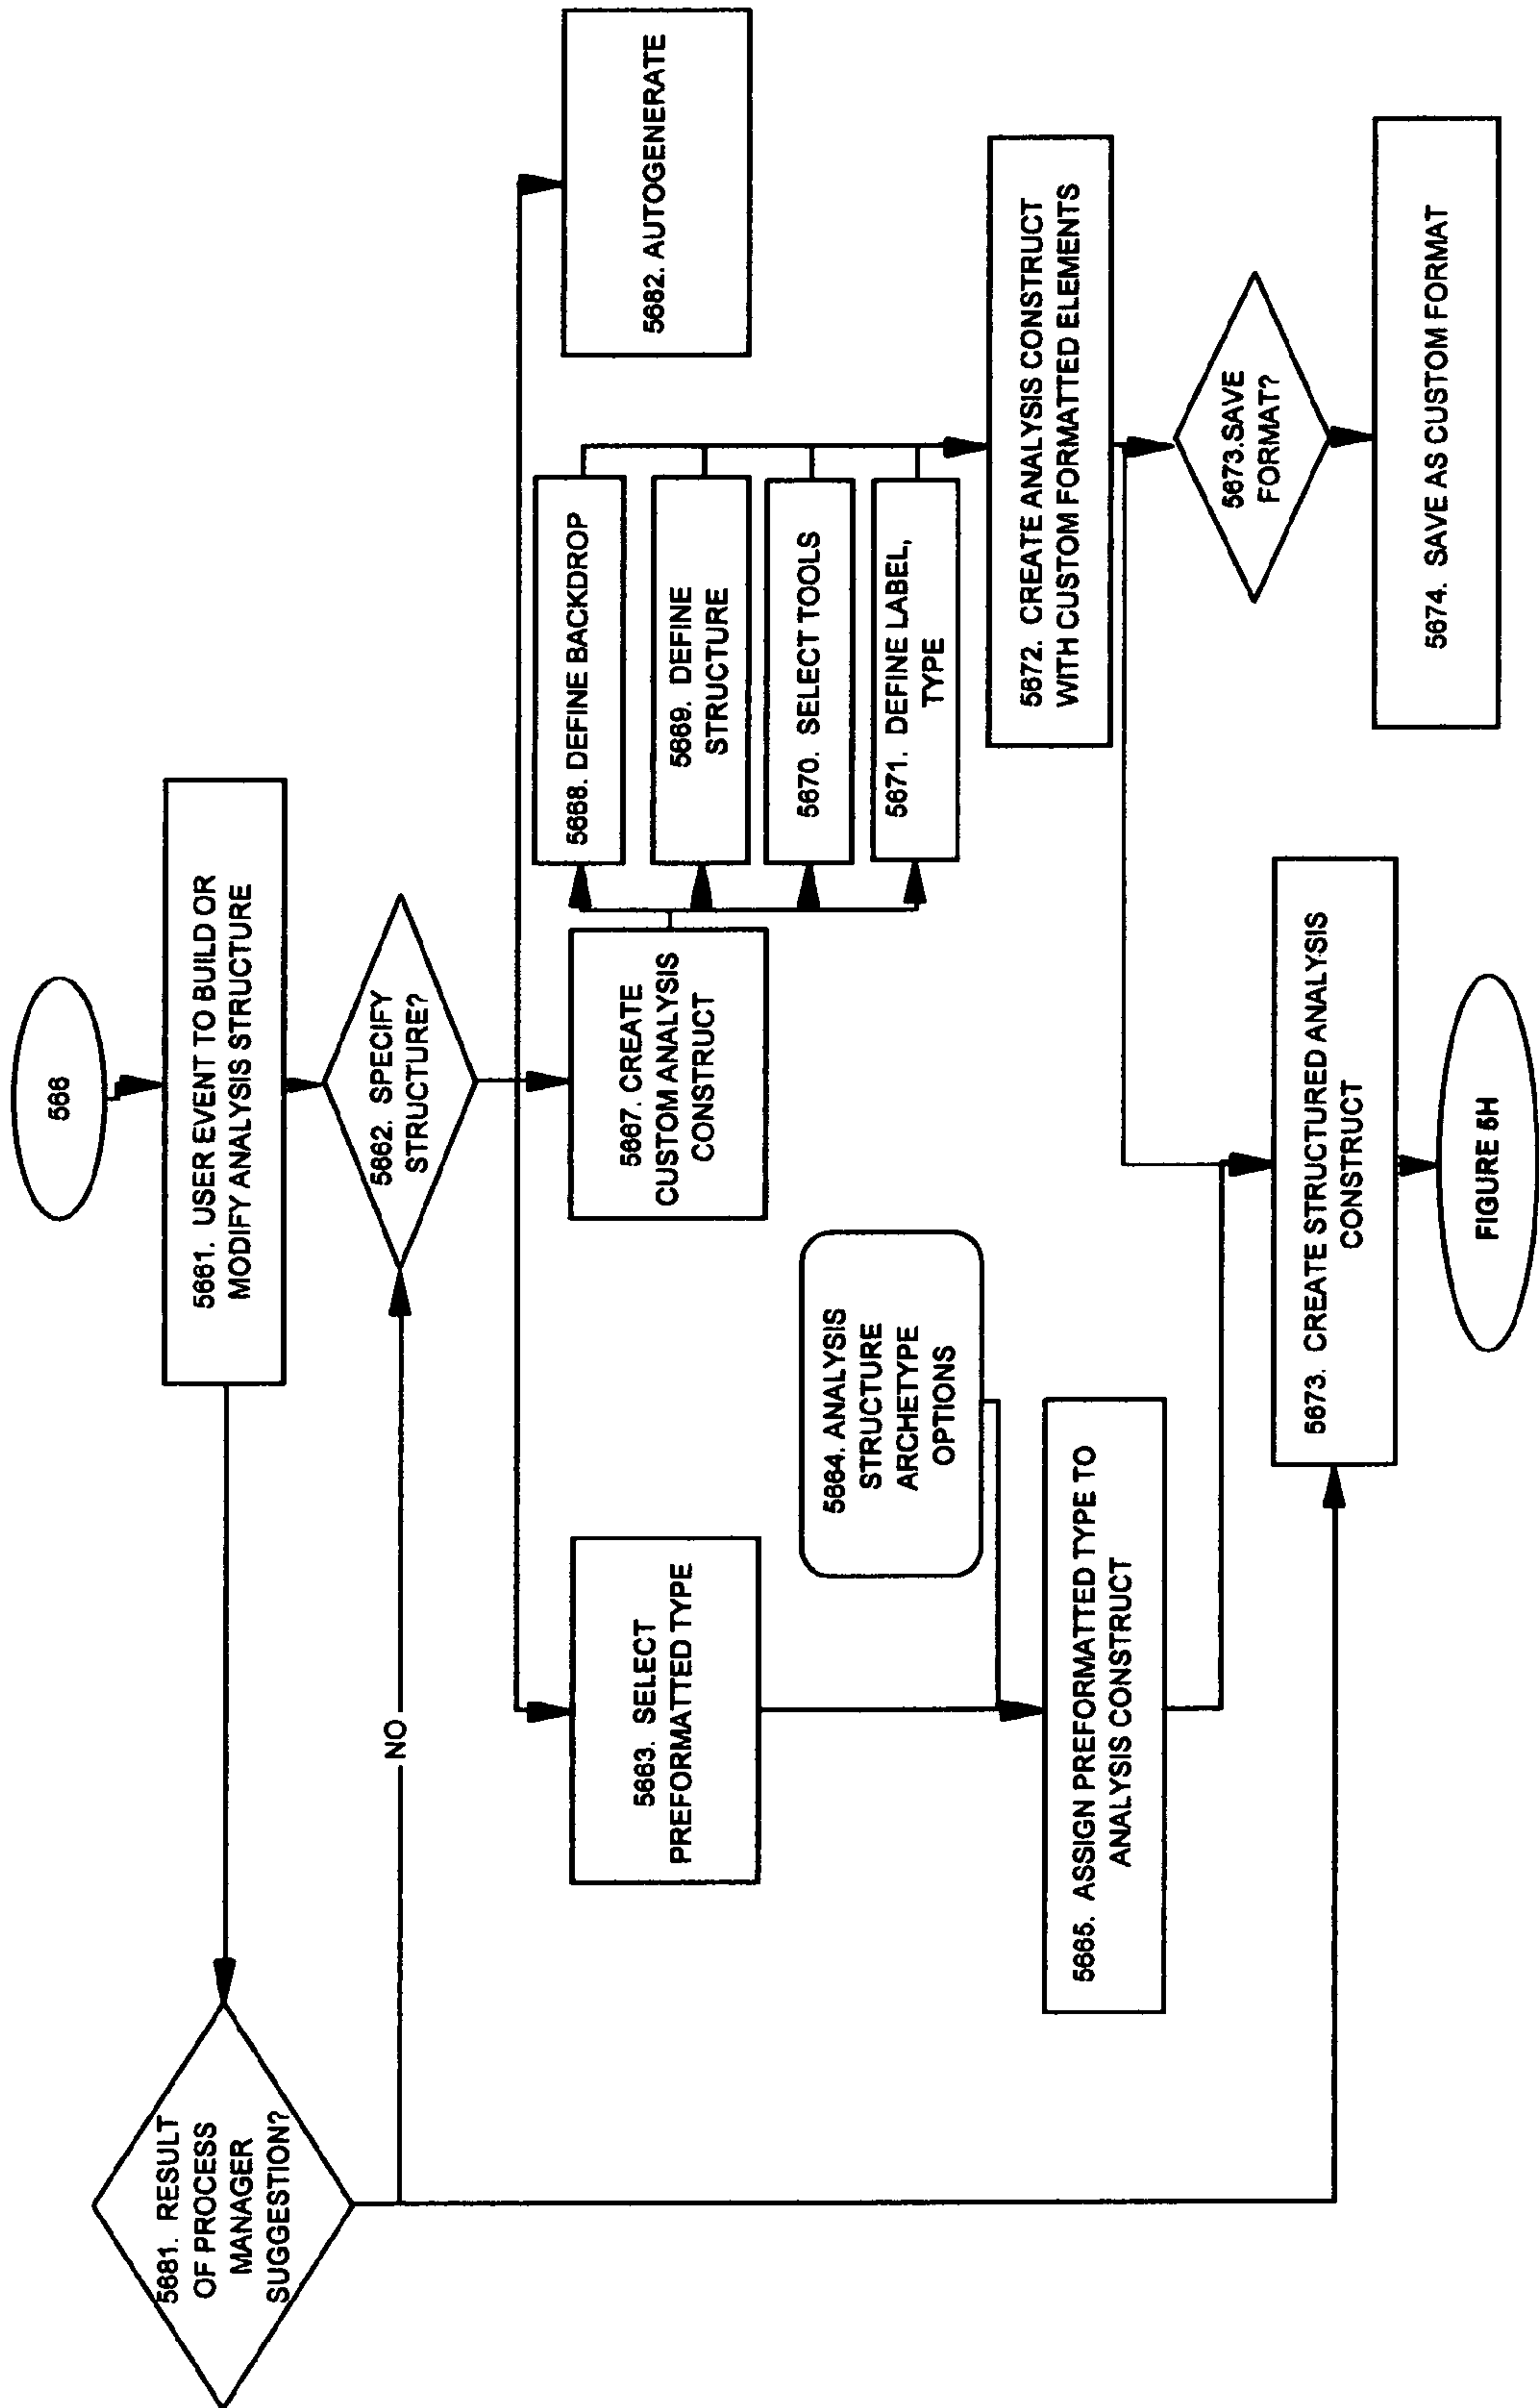 566
5661. USER EVENT TO BUILD OR
MODIFY ANALYSIS STRUCTURE
5681. RESULT
OF PROCESS
MANAGER
SUGGESTION?
5662. SPECIFY
STRUCTURE?
NO
5663. SELECT
PREFORMATTED TYPE
5667. CREATE
CUSTOM ANALYSIS
CONSTRUCT
5682. AUTOGENERATE
5668. DEFINE BACKDROP
5669. DEFINE
STRUCTURE
5670. SELECT TOOLS
5671. DEFINE LABEL,
TYPE
5664. ANALYSIS
STRUCTURE
ARCHETYPE
OPTIONS
5665. ASSIGN PREFORMATTED TYPE TO
ANALYSIS CONSTRUCT
5672. CREATE ANALYSIS CONSTRUCT
WITH CUSTOM FORMATTED ELEMENTS
5673.SAVE
FORMAT?
5673. CREATE STRUCTURED ANALYSIS
CONSTRUCT
5674. SAVE AS CUSTOM FORMAT
FIGURE 5H